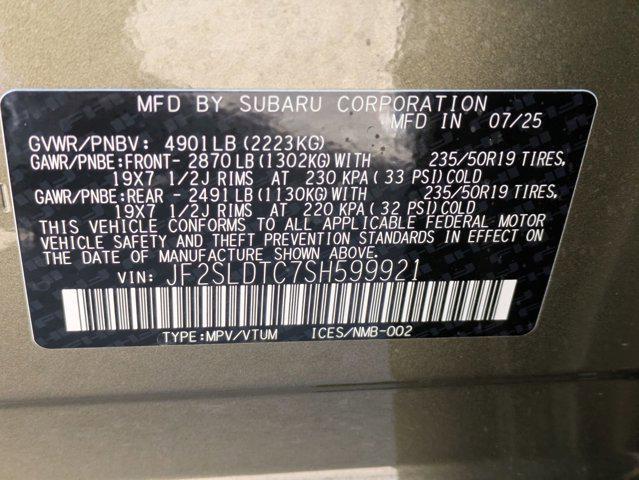 MFD BY SUBARU CORPORATION
MFD IN 07/25
GVWR/PNBV: 4901LB (2223KG)
GAWR/PNBE:FRONT- 2870LB (1302KG) WITH 235/50R19 TIRES,
19X7 1/2J RIMS AT 230 KPA ( 33 PSI) COLD
GAWR/PNBE:REAR - 2491LB (1130KG) WITH 235/50R19 TIRES,
19X7 1/2J RIMS AT 220 KPA ( 32 PSI) COLD
THIS VEHICLE CONFORMS TO ALL APPLICABLE FEDERAL MOTOR
VEHICLE SAFETY AND THEFT PREVENTION STANDARDS IN EFFECT ON
THE DATE OF MANUFACTURE SHOWN ABOVE.
VIN: JF2SLDTC7SH599921
TYPE:MPV/VTUM ICES/NMB-002